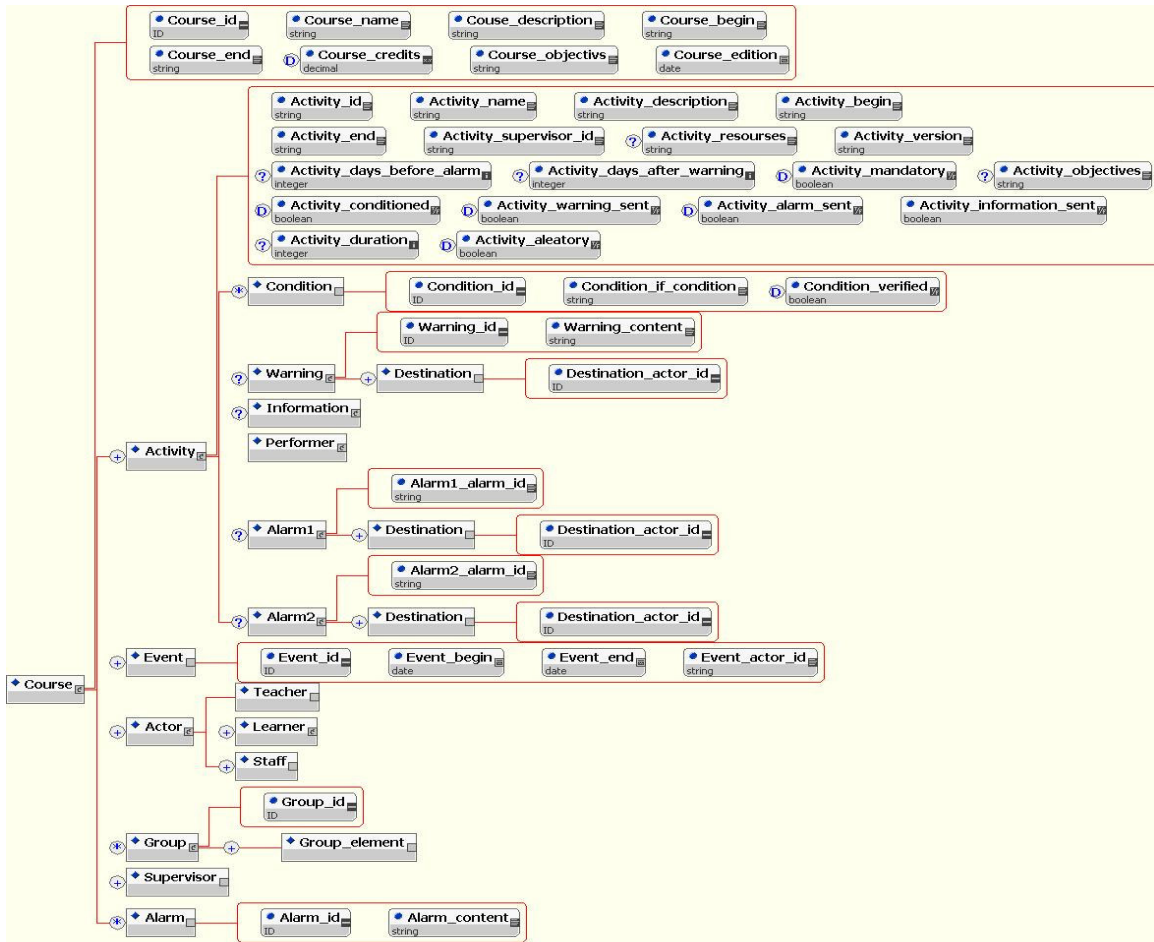 Course_id Course_name Couse_description Course_begin
ID string string string
Course_end D Course_credits Course_objectivs Course_edition
string decimal string date
Activity_id Activity_name Activity_description Activity_begin
string string string string
Activity_end Activity_supervisor_id ? Activity_resourses Activity_version
string string string string
? Activity_days_before_alarm ? Activity_days_after_warning D Activity_mandatory ? Activity_objectives
integer integer boolean string
D Activity_conditioned D Activity_warning_sent D Activity_alarm_sent Activity_information_sent
boolean boolean boolean boolean
? Activity_duration D Activity_aleatory
integer boolean
* Condition Condition_id Condition_if_condition D Condition_verified
ID string boolean
Warning_id Warning_content
ID string
? Warning + Destination Destination_actor_id
ID
? Information
+ Activity Performer
Alarm1_alarm_id
string
? Alarm1 + Destination Destination_actor_id
ID
Alarm2_alarm_id
string
? Alarm2 + Destination Destination_actor_id
ID
+ Event Event_id Event_begin Event_end Event_actor_id
ID date date string
Course
Teacher
+ Actor + Learner
+ Staff
Group_id
ID
* Group + Group_element
+ Supervisor
* Alarm Alarm_id Alarm_content
ID string